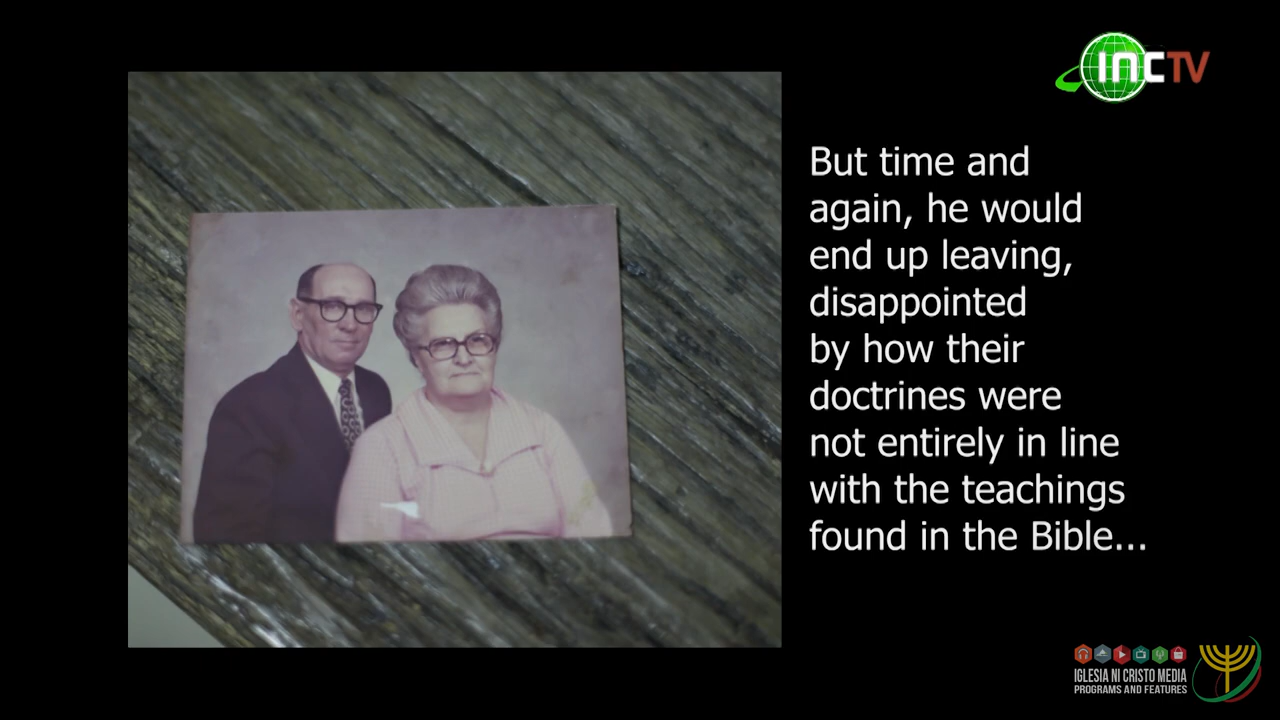 INCTV
But time and
again, he would
end up leaving,
disappointed
by how their
doctrines were
not entirely in line
with the teachings
found in the Bible...
IGLESIA NI CRISTO MEDIA
PROGRAMS AND FEATURES